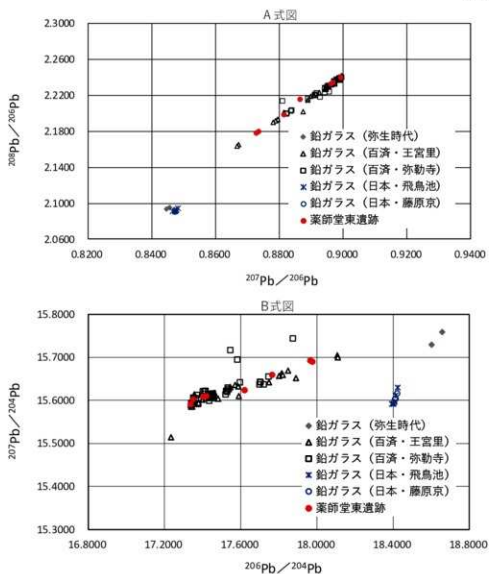 A式図
2.3000
2.2600
2.2200
2.1800
2.1400
2.1000
2.0600
²⁰⁸Pb／²⁰⁶Pb
鉛ガラス（弥生時代）
鉛ガラス（百済・王宮里）
鉛ガラス（百済・弥勒寺）
鉛ガラス（日本・飛鳥池）
鉛ガラス（日本・藤原京）
薬師堂東遺跡
0.8200 0.8400 0.8600 0.8800 0.9000 0.9200 0.9400
²⁰⁷Pb／²⁰⁶Pb
B式図
15.8000
15.7000
15.6000
15.5000
15.4000
15.3000
²⁰⁷Pb／²⁰⁴Pb
鉛ガラス（弥生時代）
鉛ガラス（百済・王宮里）
鉛ガラス（百済・弥勒寺）
鉛ガラス（日本・飛鳥池）
鉛ガラス（日本・藤原京）
薬師堂東遺跡
16.8000 17.2000 17.6000 18.0000 18.4000 18.8000
²⁰⁶Pb／²⁰⁴Pb